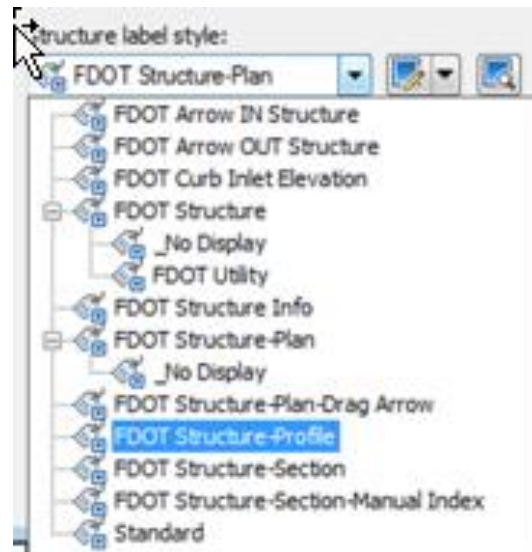 Structure label style:
FDOT Structure-Plan
FDOT Arrow IN Structure
FDOT Arrow OUT Structure
FDOT Curb Inlet Elevation
FDOT Structure
_No Display
FDOT Utility
FDOT Structure Info
FDOT Structure-Plan
_No Display
FDOT Structure-Plan-Drag Arrow
FDOT Structure-Profile
FDOT Structure-Section
FDOT Structure-Section-Manual Index
Standard